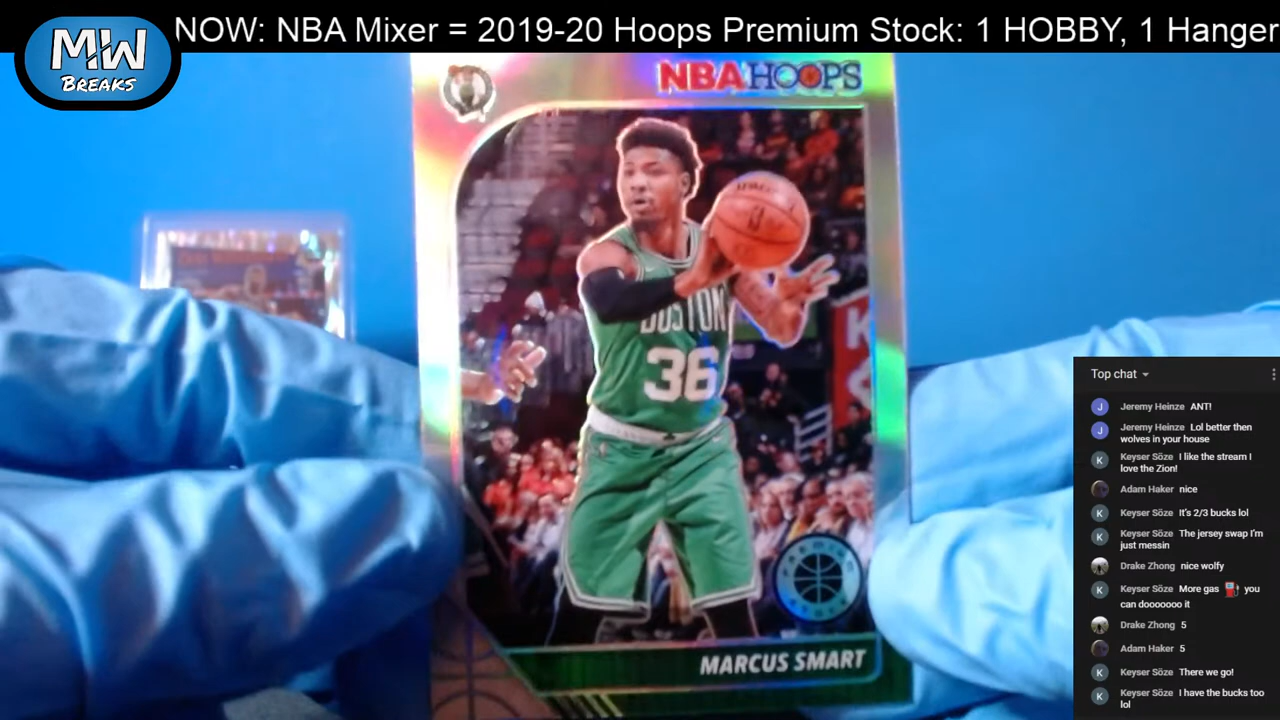 NOW: NBA Mixer = 2019-20 Hoops Premium Stock: 1 HOBBY, 1 Hanger
MW
BREAKS
NBA HOOPS
BOSTON
36
MARCUS SMART
Top chat
J Jeremy Heinze ANT!
J Jeremy Heinze Lol better then
wolves in your house
K Keyser Söze I like the stream I
love the Zion!
Adam Haker nice
K Keyser Söze It's 2/3 bucks lol
K Keyser Söze The jersey swap I'm
just messin
Drake Zhong nice wolfy
K Keyser Söze More gas ⛽ you
can dooooooo it
Drake Zhong 5
Adam Haker 5
K Keyser Söze There we go!
K Keyser Söze I have the bucks too
lol